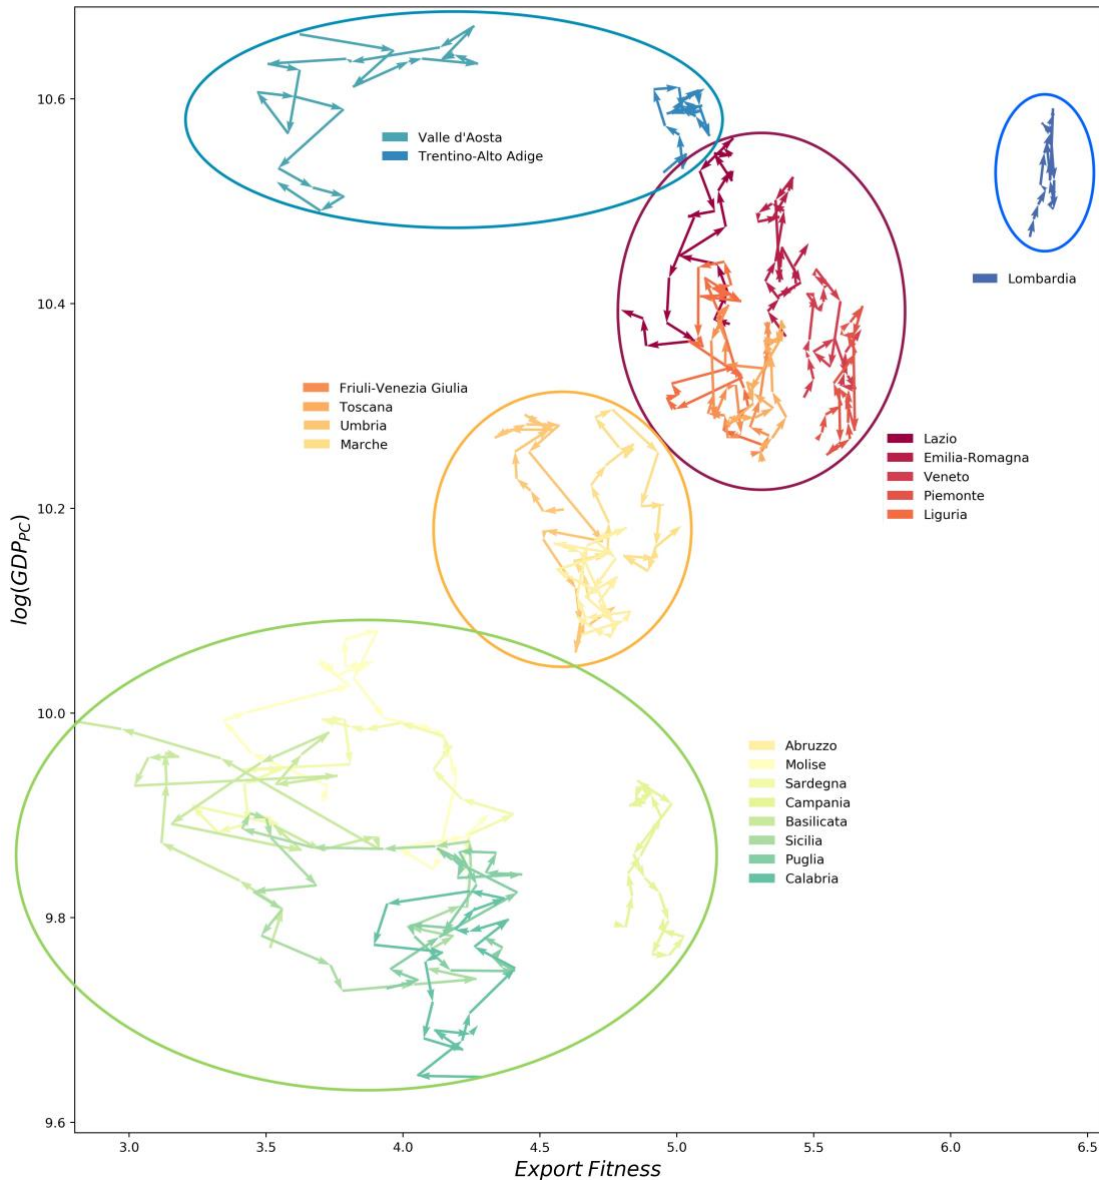 10.6
10.4
10.2
10.0
9.8
9.6
log(GDP_PC)
Valle d'Aosta
Trentino-Alto Adige
Lombardia
Friuli-Venezia Giulia
Toscana
Umbria
Marche
Lazio
Emilia-Romagna
Veneto
Piemonte
Liguria
Abruzzo
Molise
Sardegna
Campania
Basilicata
Sicilia
Puglia
Calabria
3.0 3.5 4.0 4.5 5.0 5.5 6.0 6.5
Export Fitness